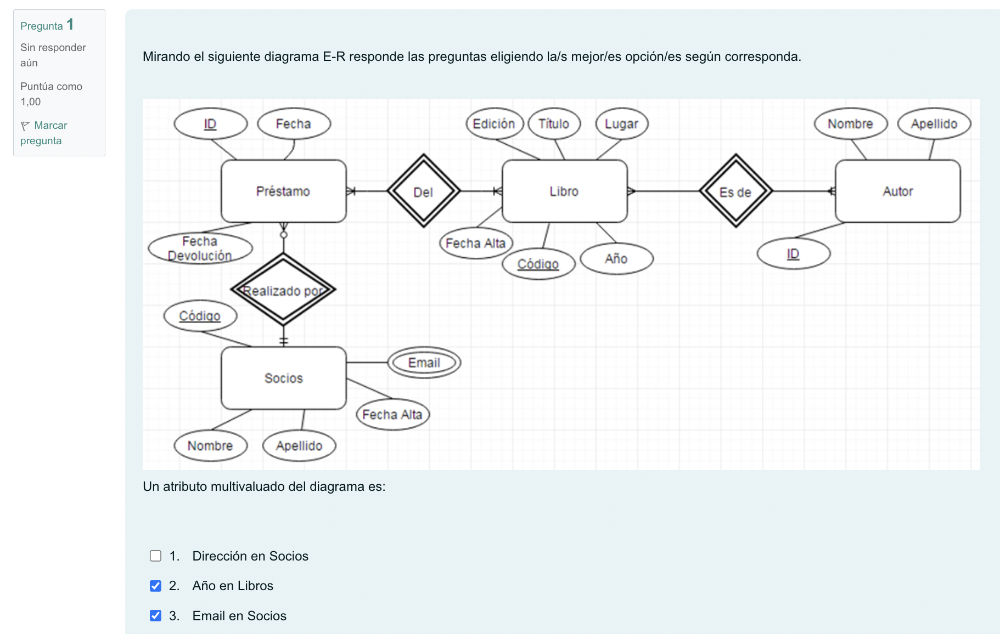 Pregunta 1
Sin responder
aún
Puntúa como
1,00
Marcar
pregunta
Mirando el siguiente diagrama E-R responde las preguntas eligiendo la/s mejor/es opción/es según corresponda.
ID
Fecha
Edición
Título
Lugar
Nombre
Apellido
Préstamo
Del
Libro
Es de
Autor
Fecha
Devolución
Fecha Alta
Código
Año
ID
Realizado por
Código
Socios
Email
Fecha Alta
Nombre
Apellido
Un atributo multivaluado del diagrama es:
1. Dirección en Socios
2. Año en Libros
3. Email en Socios